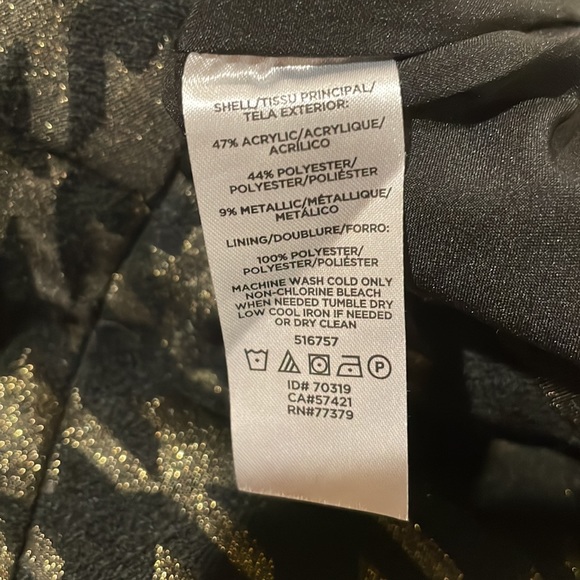 SHELL/TISSU PRINCIPAL/
TELA EXTERIOR:
47% ACRYLIC/ACRYLIQUE/
ACRÍLICO
44% POLYESTER/
POLYESTER/POLIÉSTER
9% METALLIC/MÉTALLIQUE/
METÁLICO
LINING/DOUBLURE/FORRO:
100% POLYESTER/
POLYESTER/POLIÉSTER
MACHINE WASH COLD ONLY
NON-CHLORINE BLEACH
WHEN NEEDED TUMBLE DRY
LOW COOL IRON IF NEEDED
OR DRY CLEAN
516757
P
ID# 70319
CA#57421
RN#77379